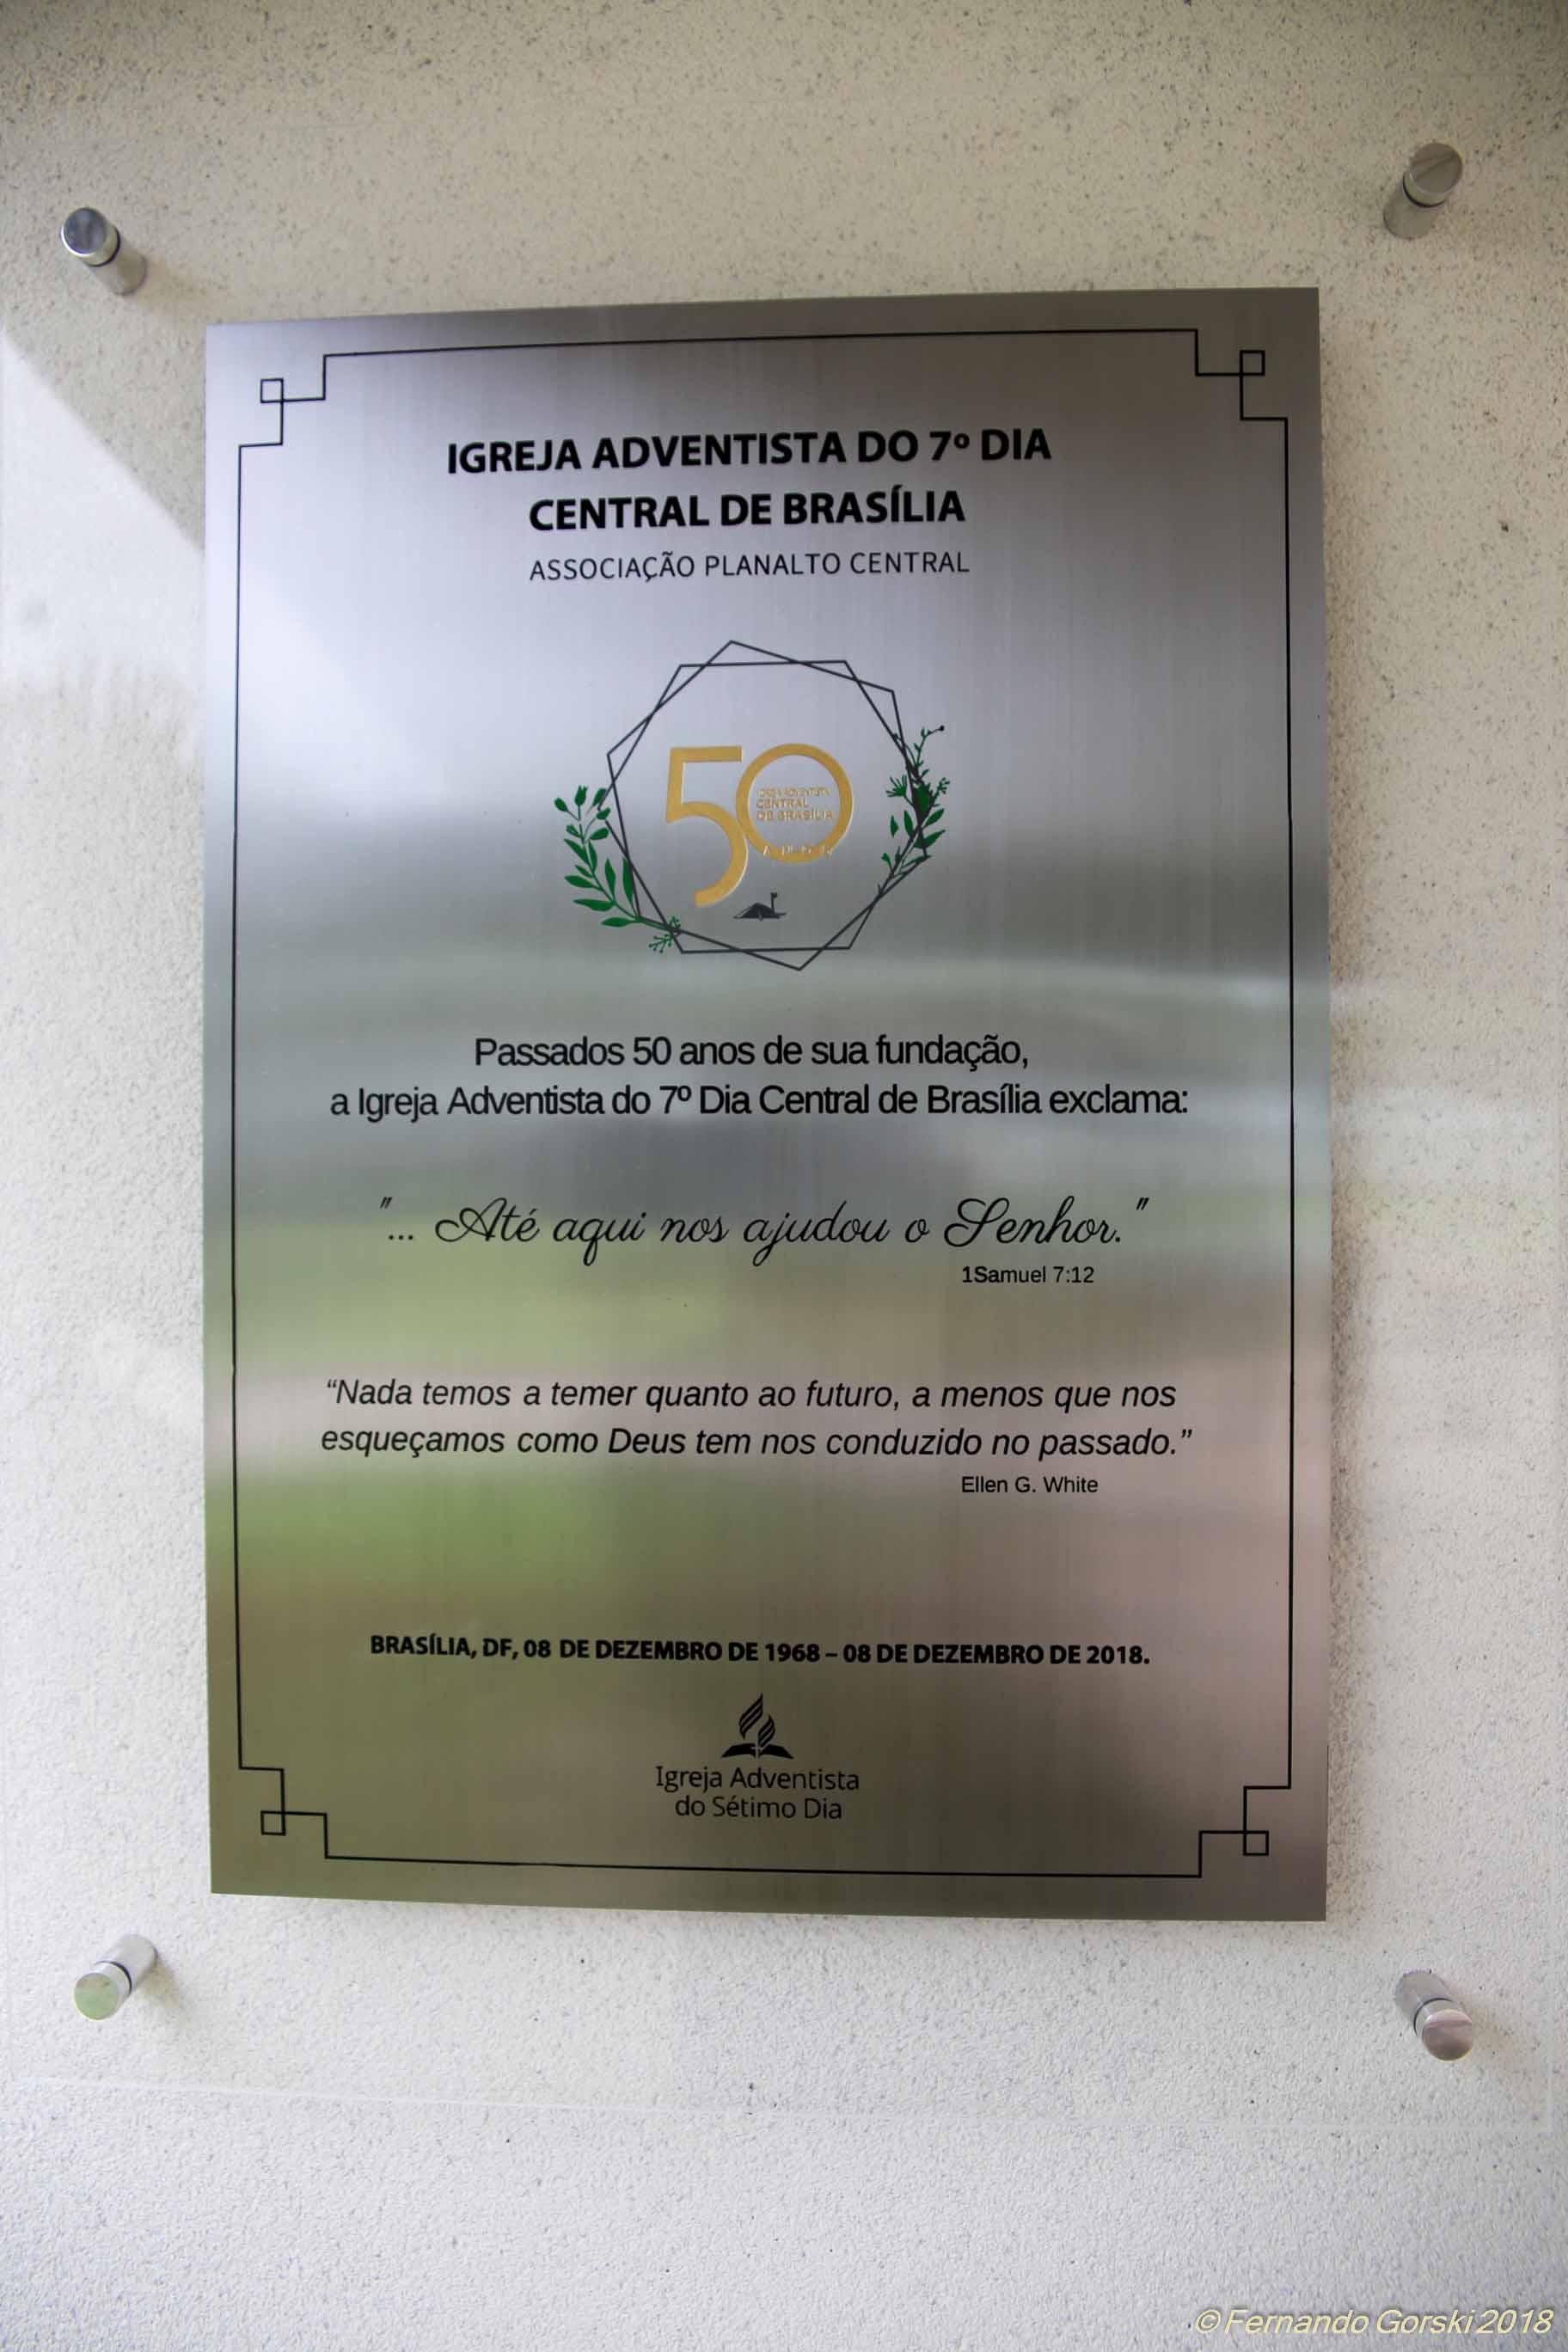 IGREJA ADVENTISTA DO 7º DIA
CENTRAL DE BRASÍLIA
ASSOCIAÇÃO PLANALTO CENTRAL
50
IGREJA ADVENTISTA
CENTRAL
DE BRASÍLIA
Passados 50 anos de sua fundação,
a Igreja Adventista do 7º Dia Central de Brasília exclama:
"... Até aqui nos ajudou o Senhor."
1Samuel 7:12
“Nada temos a temer quanto ao futuro, a menos que nos
esqueçamos como Deus tem nos conduzido no passado.”
Ellen G. White
BRASÍLIA, DF, 08 DE DEZEMBRO DE 1968 – 08 DE DEZEMBRO DE 2018.
Igreja Adventista
do Sétimo Dia
©Fernando Gorski 2018